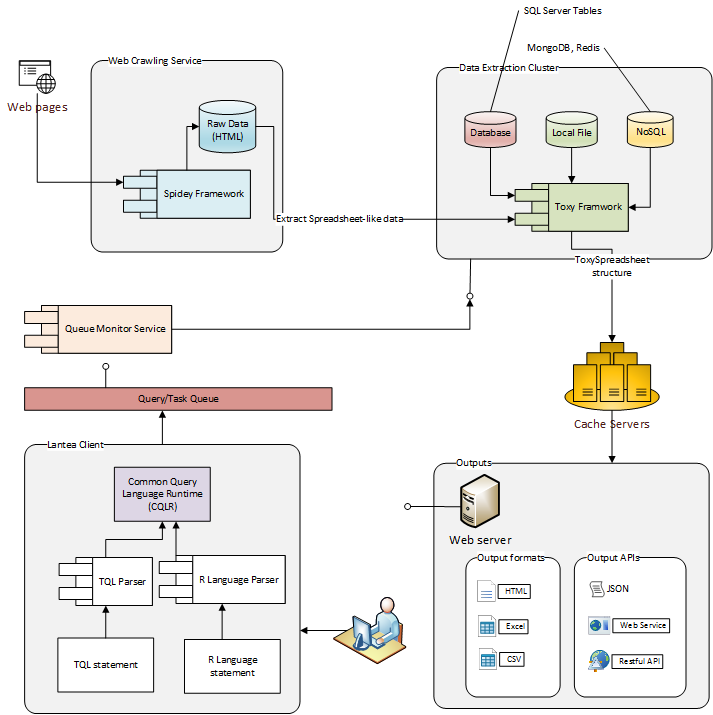 SQL Server Tables
MongoDB, Redis
Web Crawling Service
Data Extraction Cluster
Web pages
Raw Data
(HTML)
Database
Local File
NoSQL
Spidey Framework
Toxy Framwork
Extract Spreadsheet-like data
ToxySpreadsheet
structure
Queue Monitor Service
Query/Task Queue
Cache Servers
Lantea Client
Outputs
Common Query
Language Runtime
(CQLR)
Web server
Output formats
Output APIs
TQL Parser
R Language Parser
HTML
JSON
Excel
Web Service
CSV
Restful API
TQL statement
R Language
statement